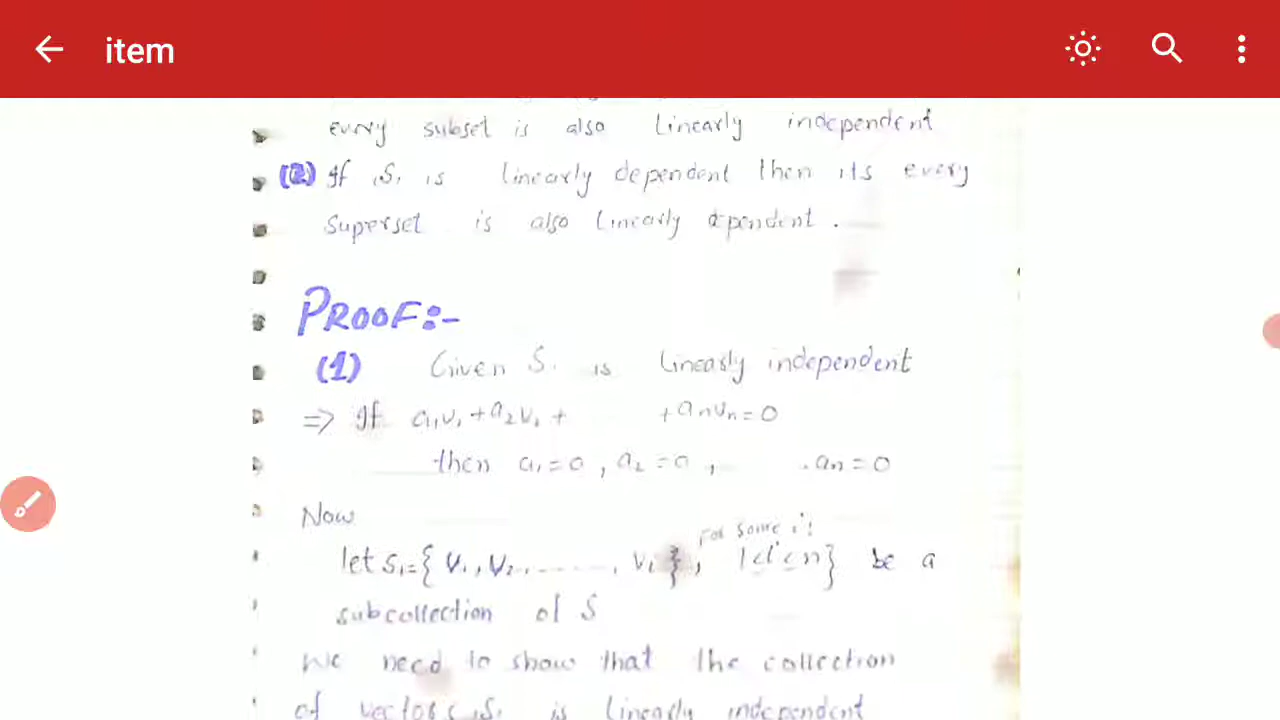 item
every subset is also linearly independent
(2) If S, is linearly dependent then its every
Superset is also linearly dpendent .
PROOF:-
(1) Given S, is linearly independent
=> If a1v1 + a2v2 + + anvn = 0
then a1 = 0 , a2 = 0 , . an = 0
Now
for some i!
let S1 = { V1 , V2 , ........ , Vi } , 1≤i≤n} be a
subcollection of S
We need to show that the collection
of vectors S1 is linearly independent